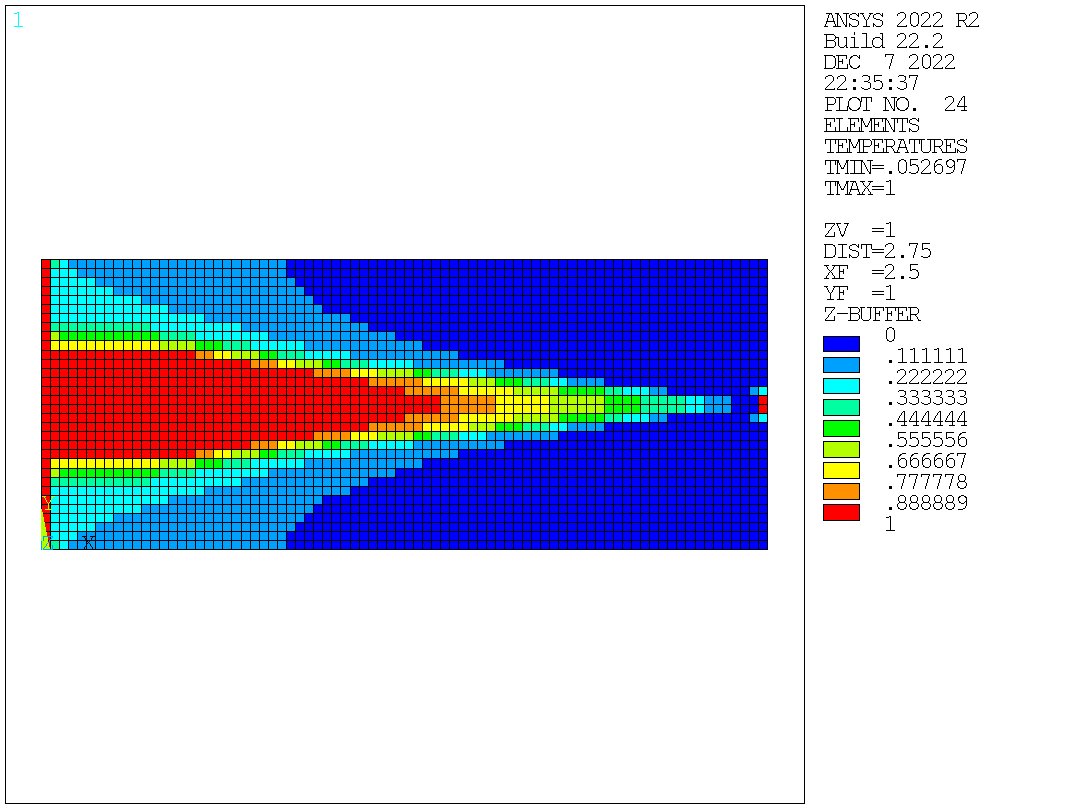 1
ANSYS 2022 R2
Build 22.2
DEC  7 2022
22:35:37
PLOT NO.  24
ELEMENTS
TEMPERATURES
TMIN=.052697
TMAX=1
ZV  =1
DIST=2.75
XF  =2.5
YF  =1
Z-BUFFER
0
.111111
.222222
.333333
.444444
.555556
.666667
.777778
.888889
1
Y
Z X